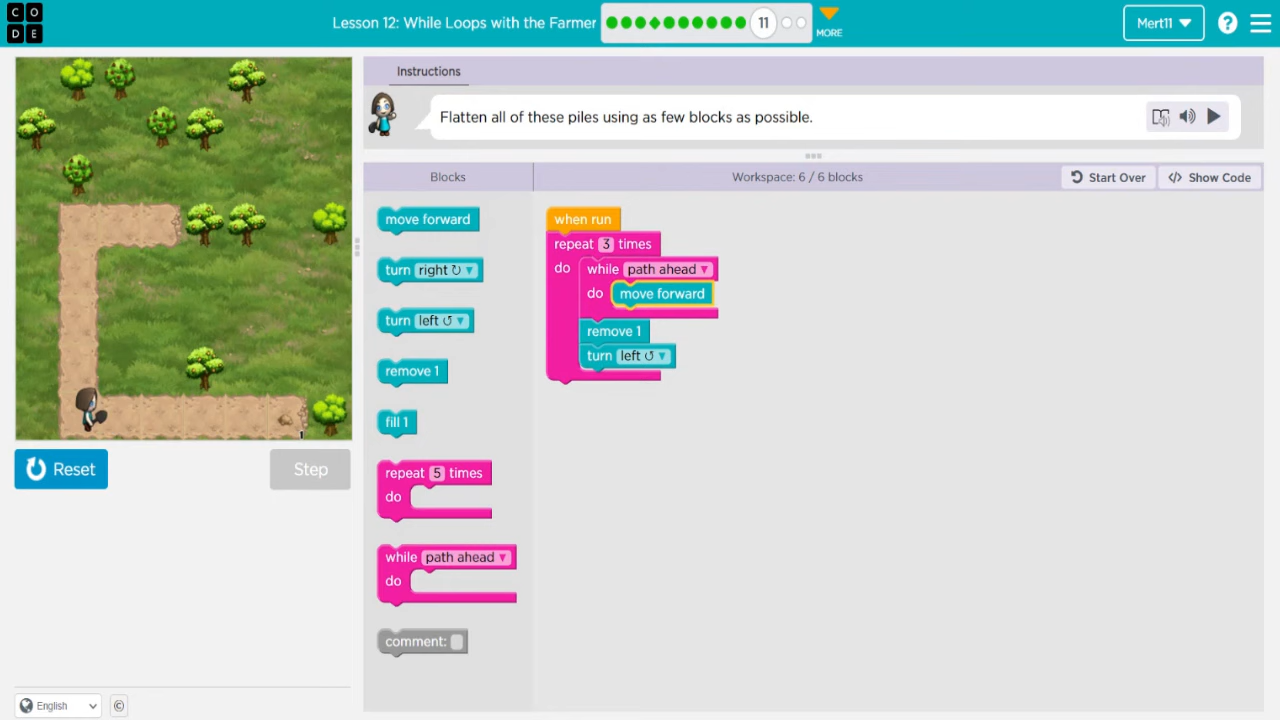 CO
DE
Lesson 12: While Loops with the Farmer
11
MORE
Mert11
?
Instructions
Flatten all of these piles using as few blocks as possible.
Blocks
Workspace: 6 / 6 blocks
Start Over
</> Show Code
move forward
turn right ↻
turn left ↺
remove 1
fill 1
repeat 5 times
do
while path ahead
do
comment:
when run
repeat 3 times
do
while path ahead
do move forward
remove 1
turn left ↺
1
Reset
Step
English
©